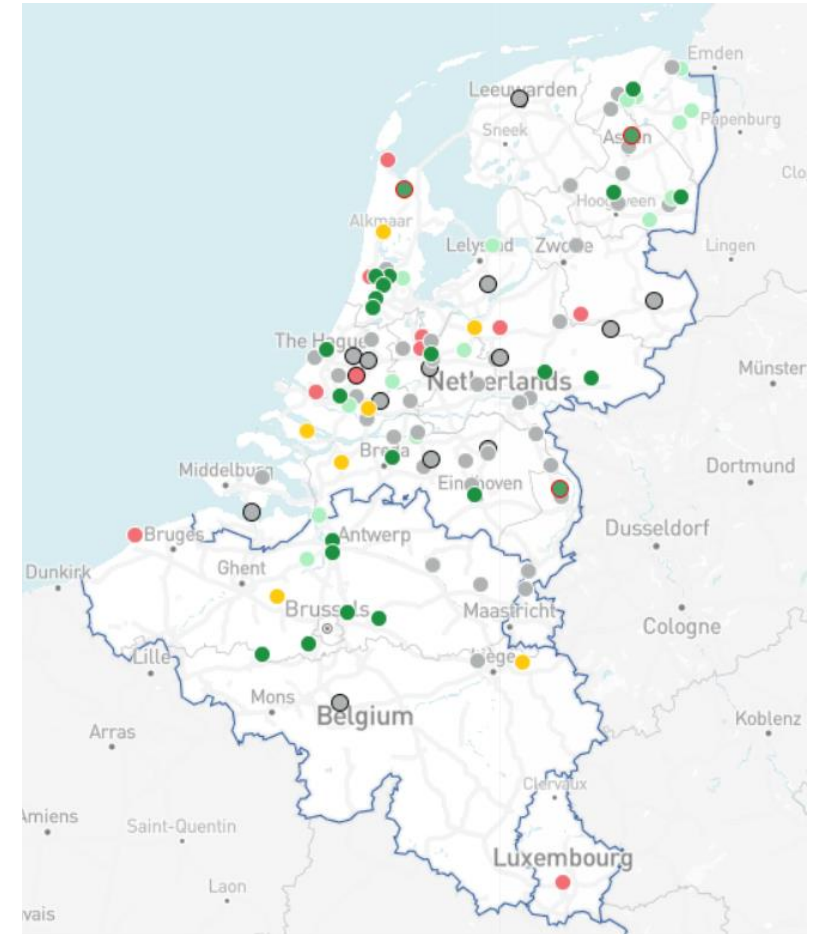 Emden
Leeuwarden
Papenburg
Sneek
Assen
Clo
Hoogeveen
Alkmaar
Lelystad
Zwolle
Lingen
The Hague
Netherlands
Münster
Breda
Middelburg
Eindhoven
Dortmund
Bruges
Antwerp
Dusseldorf
Dunkirk
Ghent
Brussels
Maastricht
Cologne
Lille
Liège
Mons
Belgium
Koblenz
Arras
Clervaux
Amiens
Saint-Quentin
Luxembourg
Laon
vais